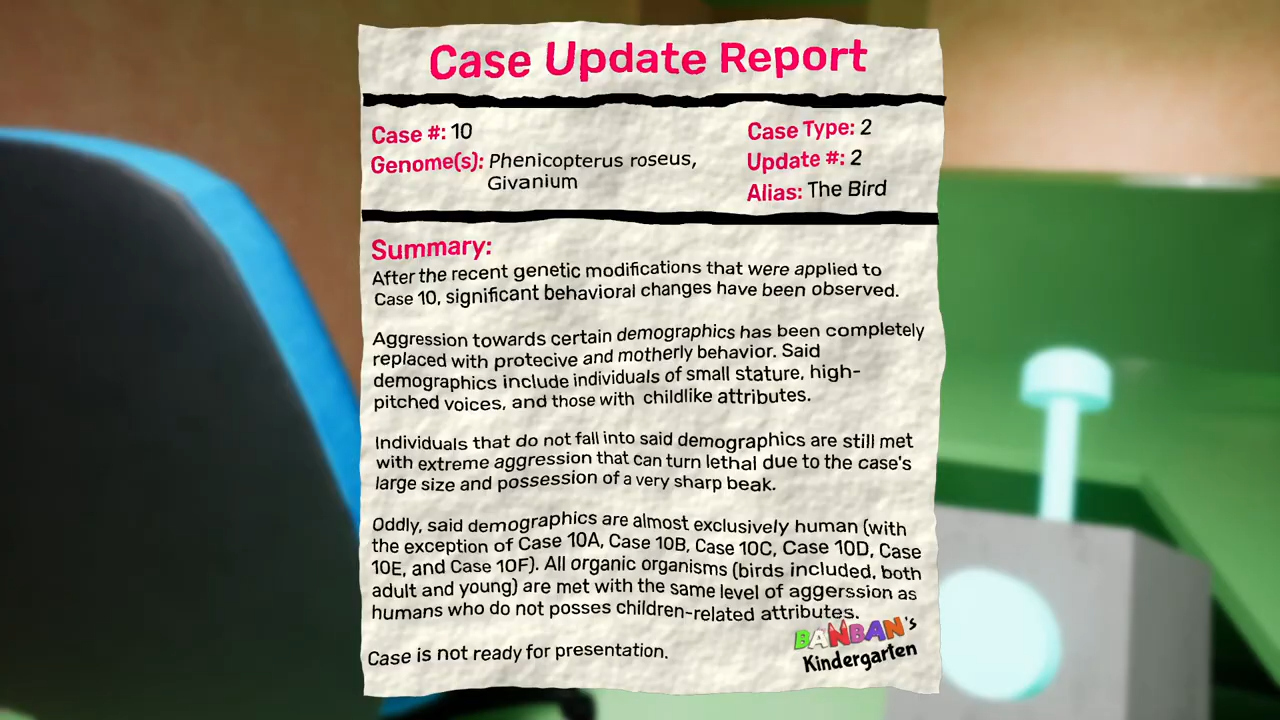 Case Update Report
Case #: 10
Case Type: 2
Genome(s): Phenicopterus roseus,
Givanium
Update #: 2
Alias: The Bird
Summary:
After the recent genetic modifications that were applied to
Case 10, significant behavioral changes have been observed.
Aggression towards certain demographics has been completely
replaced with protecive and motherly behavior. Said
demographics include individuals of small stature, high-
pitched voices, and those with childlike attributes.
Individuals that do not fall into said demographics are still met
with extreme aggression that can turn lethal due to the case's
large size and possession of a very sharp beak.
Oddly, said demographics are almost exclusively human (with
the exception of Case 10A, Case 10B, Case 10C, Case 10D, Case
10E, and Case 10F). All organic organisms (birds included, both
adult and young) are met with the same level of aggerssion as
humans who do not posses children-related attributes.
Case is not ready for presentation.
BANBAN's
Kindergarten